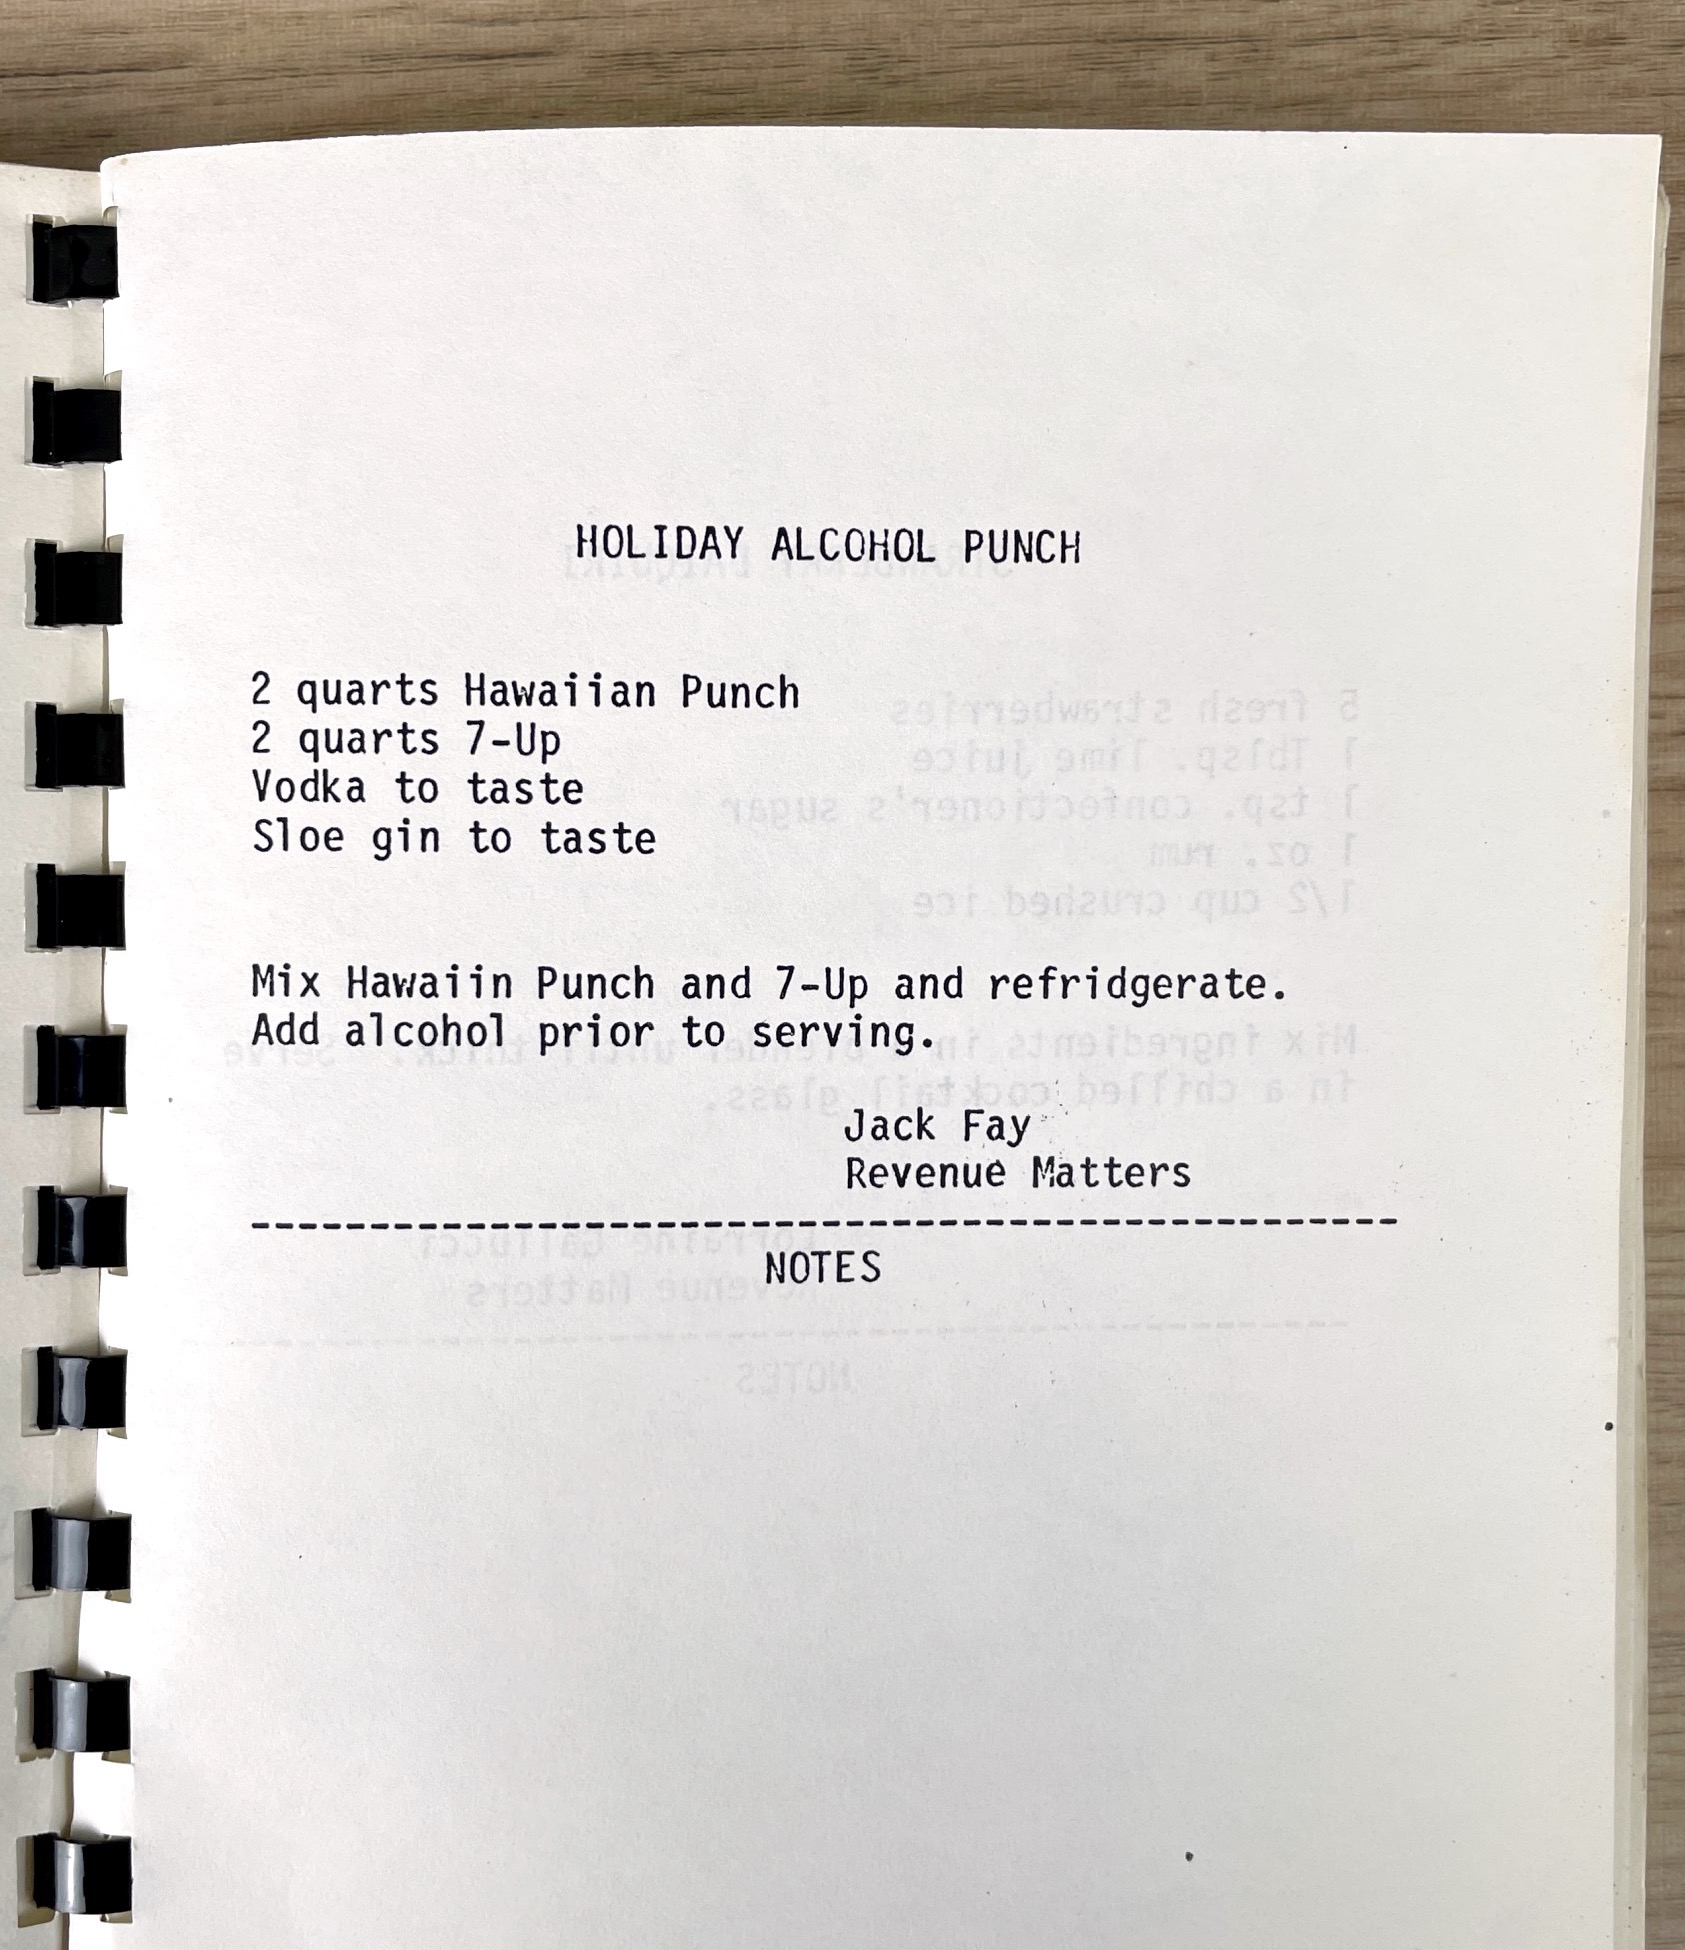 HOLIDAY ALCOHOL PUNCH
2 quarts Hawaiian Punch
2 quarts 7-Up
Vodka to taste
Sloe gin to taste
Mix Hawaiin Punch and 7-Up and refridgerate.
Add alcohol prior to serving.
Jack Fay
Revenue Matters
NOTES